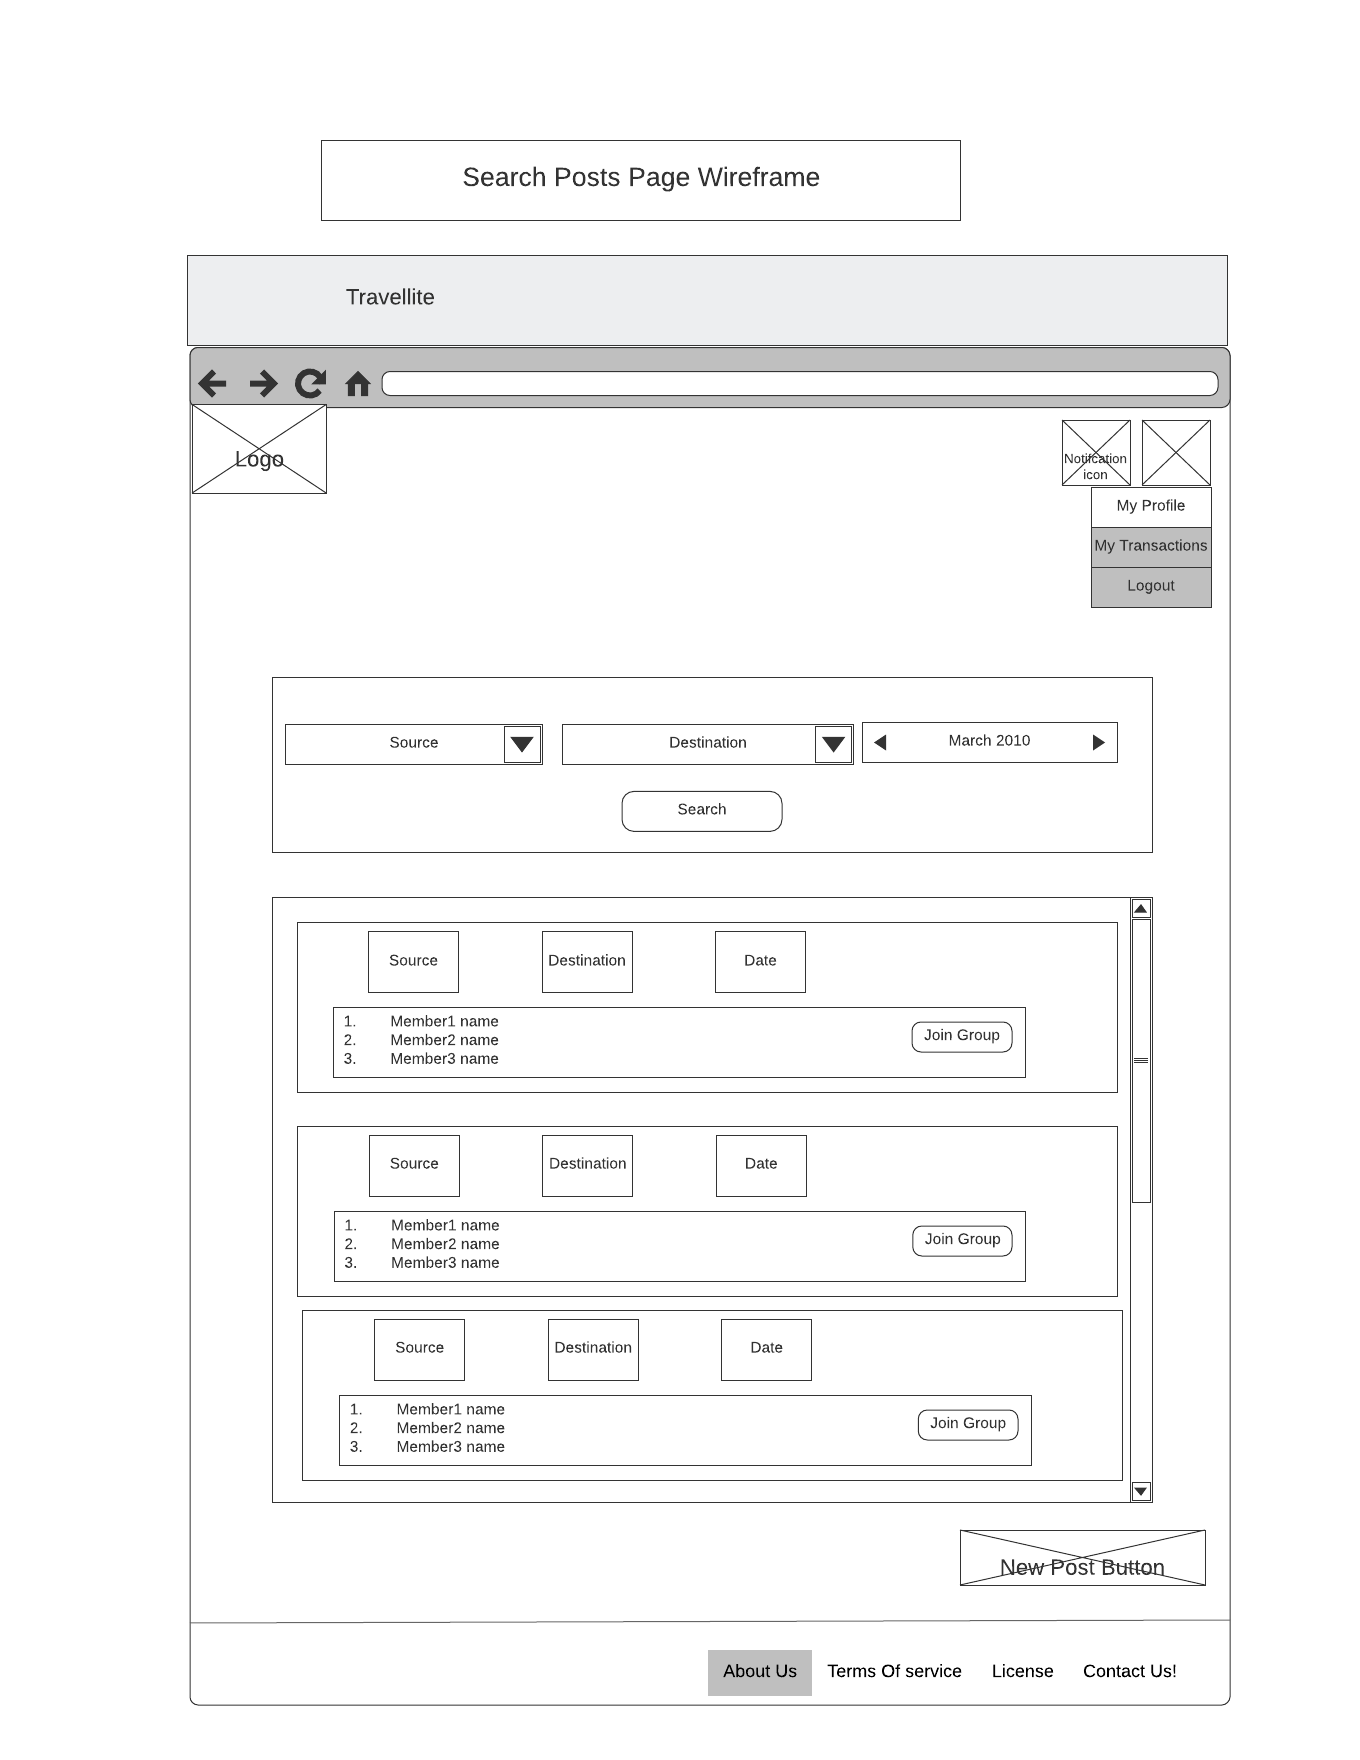 Search Posts Page Wireframe
Travellite
Logo
Notifcation
icon
My Profile
My Transactions
Logout
Source
Destination
March 2010
Search
Source
Destination
Date
1. Member1 name
2. Member2 name
3. Member3 name
Join Group
Source
Destination
Date
1. Member1 name
2. Member2 name
3. Member3 name
Join Group
Source
Destination
Date
1. Member1 name
2. Member2 name
3. Member3 name
Join Group
New Post Button
About Us
Terms Of service
License
Contact Us!